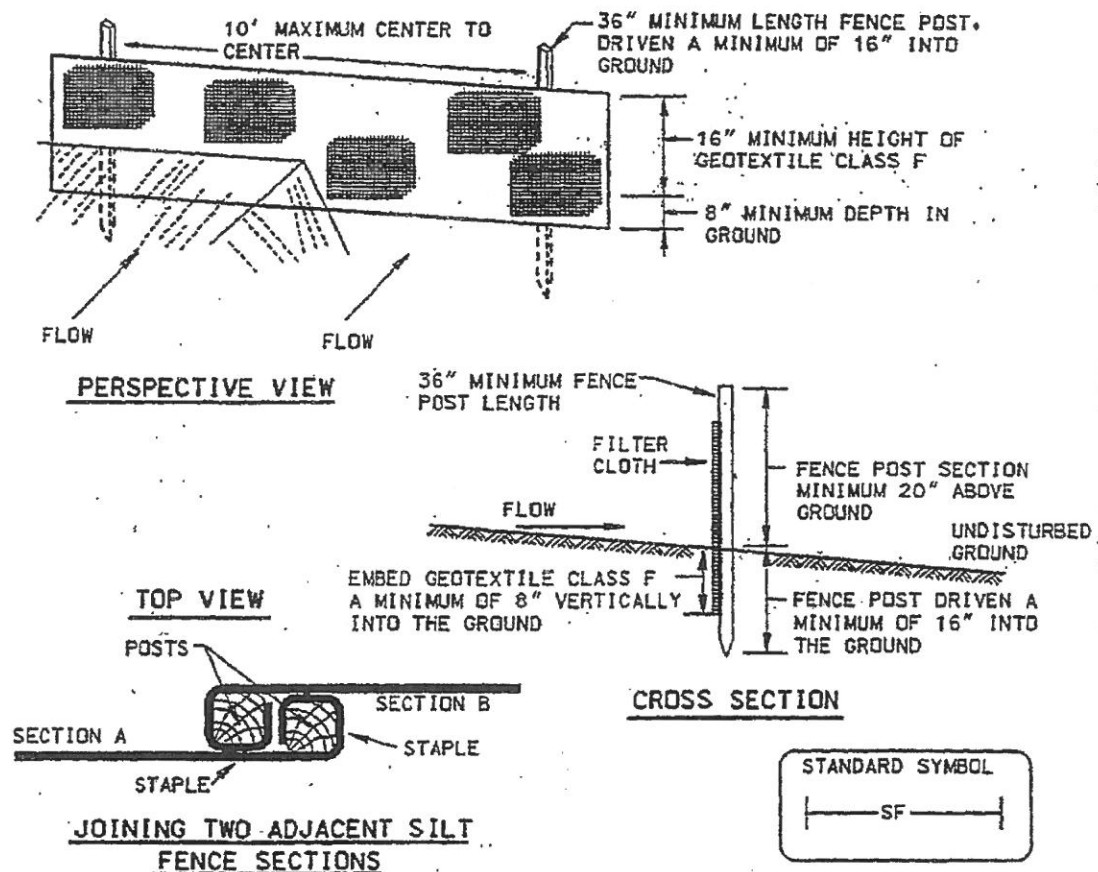 10' MAXIMUM CENTER TO
CENTER
36" MINIMUM LENGTH FENCE POST,
DRIVEN A MINIMUM OF 16" INTO
GROUND
16" MINIMUM HEIGHT OF
GEOTEXTILE CLASS F
8" MINIMUM DEPTH IN
GROUND
FLOW
FLOW
PERSPECTIVE VIEW
36" MINIMUM FENCE
POST LENGTH
FILTER
CLOTH
FENCE POST SECTION
MINIMUM 20" ABOVE
GROUND
FLOW
UNDISTURBED
GROUND
EMBED GEOTEXTILE CLASS F
A MINIMUM OF 8" VERTICALLY
INTO THE GROUND
FENCE POST DRIVEN A
MINIMUM OF 16" INTO
THE GROUND
CROSS SECTION
TOP VIEW
POSTS
SECTION B
SECTION A
STAPLE
STAPLE
JOINING TWO ADJACENT SILT
FENCE SECTIONS
STANDARD SYMBOL
SF